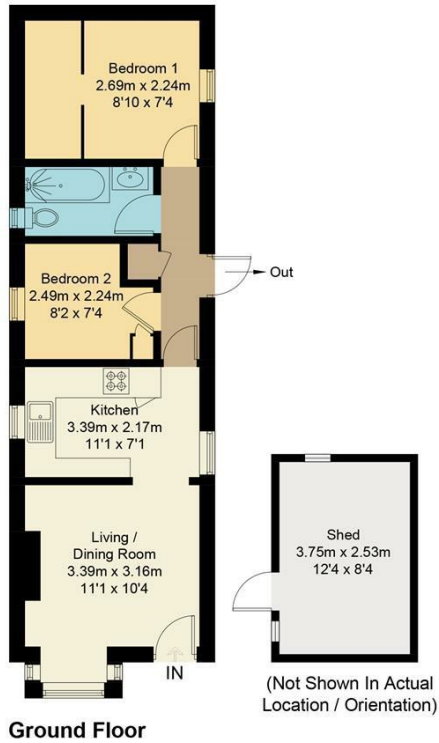 Bedroom 1
2.69m x 2.24m
8'10 x 7'4
Out
Bedroom 2
2.49m x 2.24m
8'2 x 7'4
Kitchen
3.39m x 2.17m
11'1 x 7'1
Living /
Dining Room
3.39m x 3.16m
11'1 x 10'4
IN
Shed
3.75m x 2.53m
12'4 x 8'4
(Not Shown In Actual
Location / Orientation)
Ground Floor